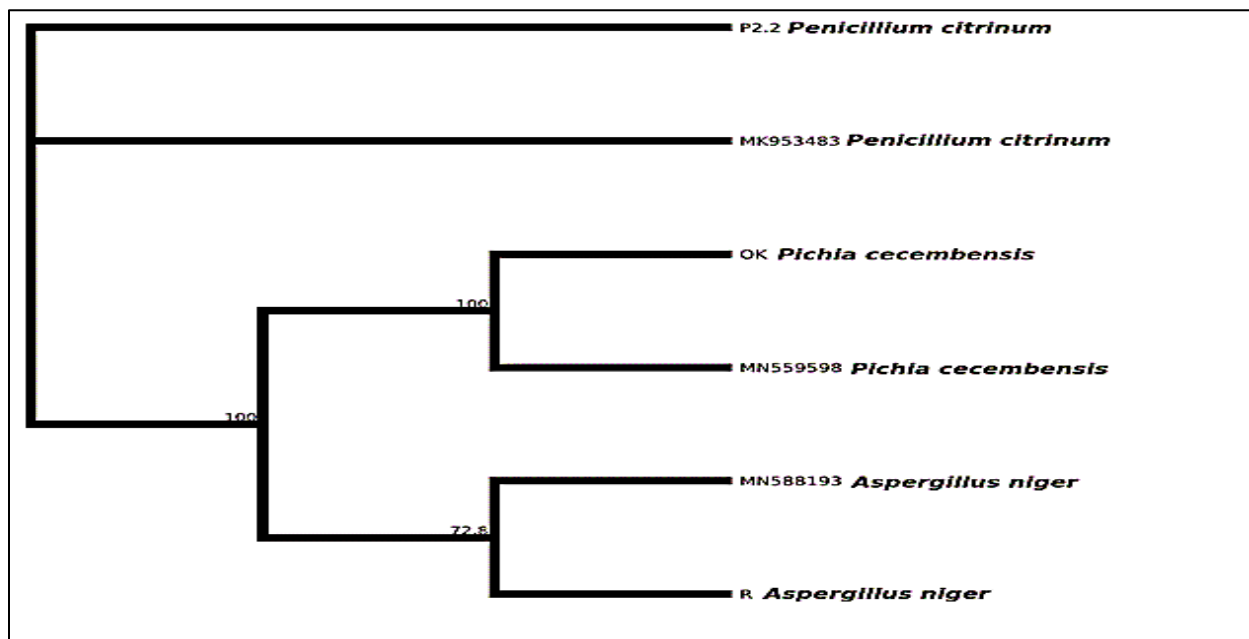 P2.2 Penicillium citrinum
MK953483 Penicillium citrinum
OK Pichia cecembensis
100
MN559598 Pichia cecembensis
100
MN588193 Aspergillus niger
72.8
R Aspergillus niger